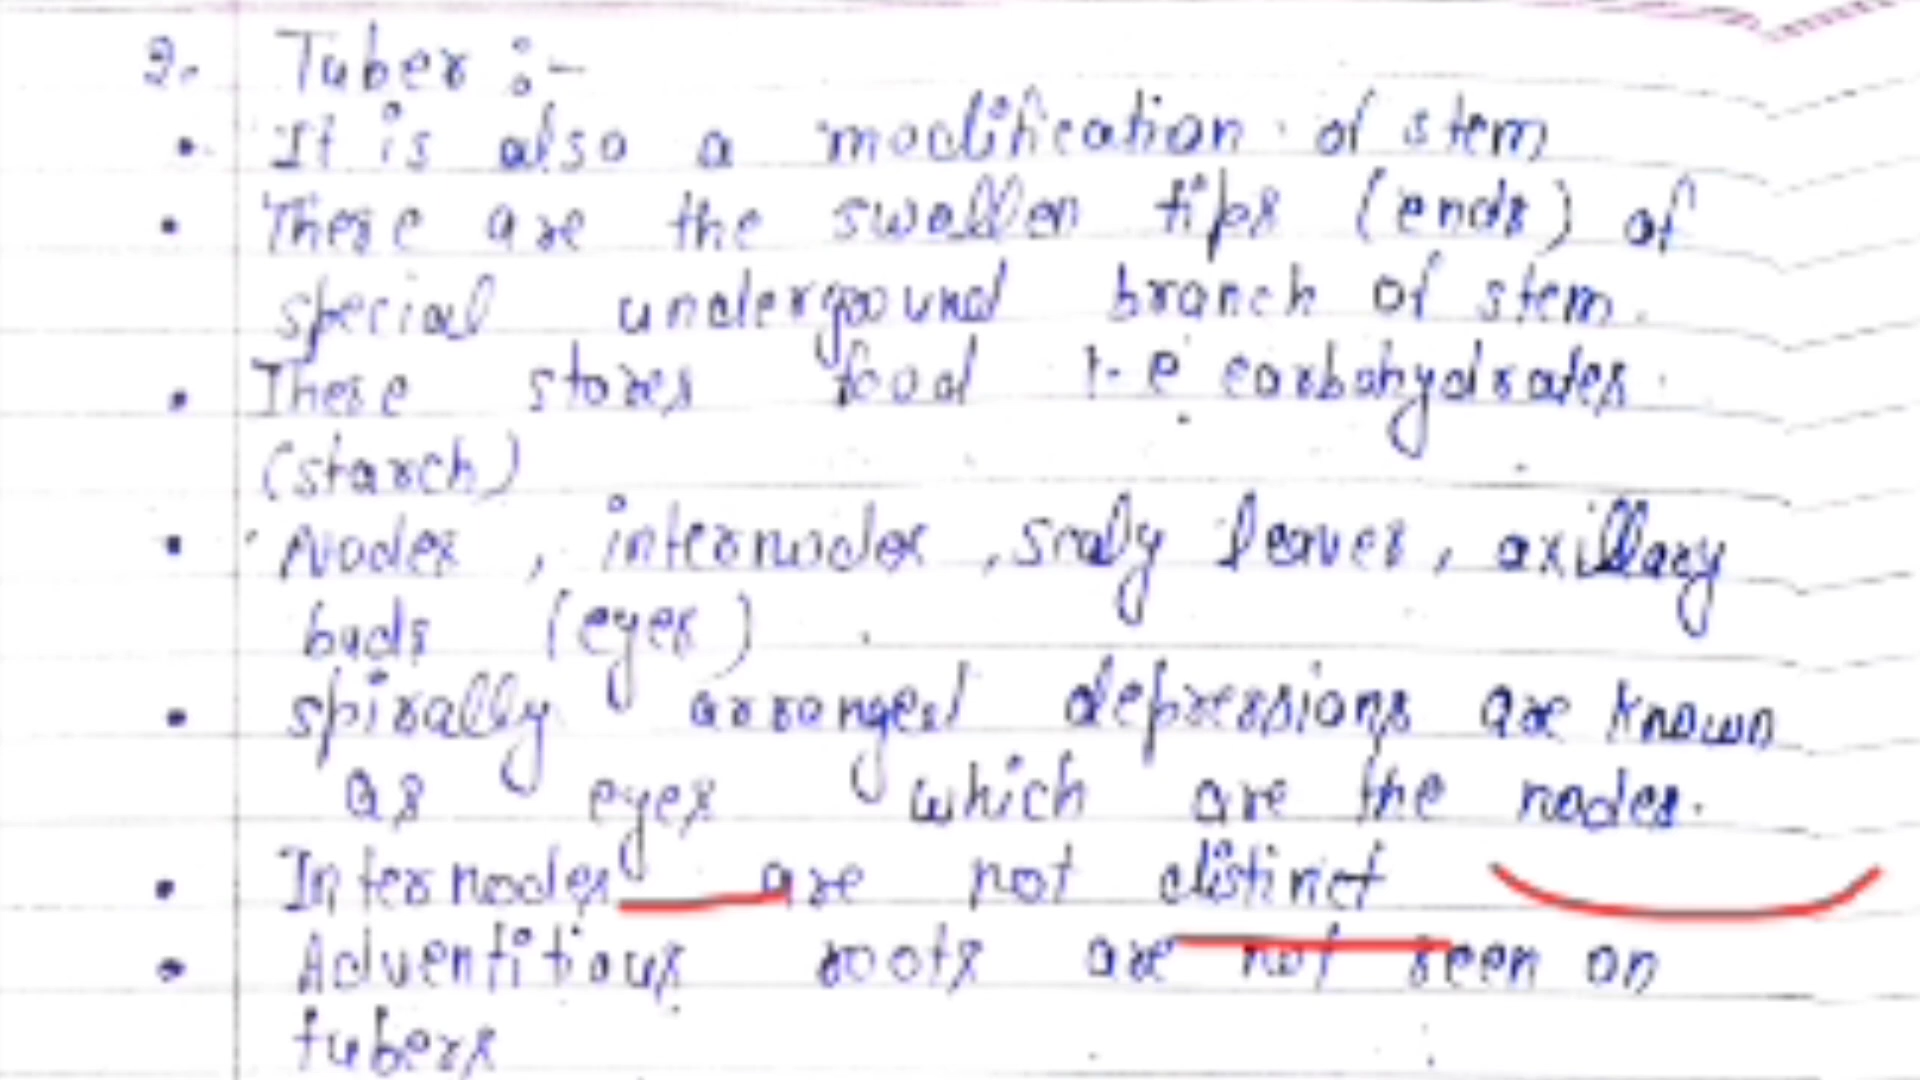 2. Tuber :-
• It is also a modification of stem
• These are the swollen tips (ends) of
special underground branch of stem.
• These stores food i-e carbohydrates
(starch)
• Nodes, internodes, scaly leaves, axillary
buds (eyes)
• spirally arranged depressions are known
as eyes which are the nodes.
• Internodes are not distinct
• Adventitious roots are not seen on
tubers